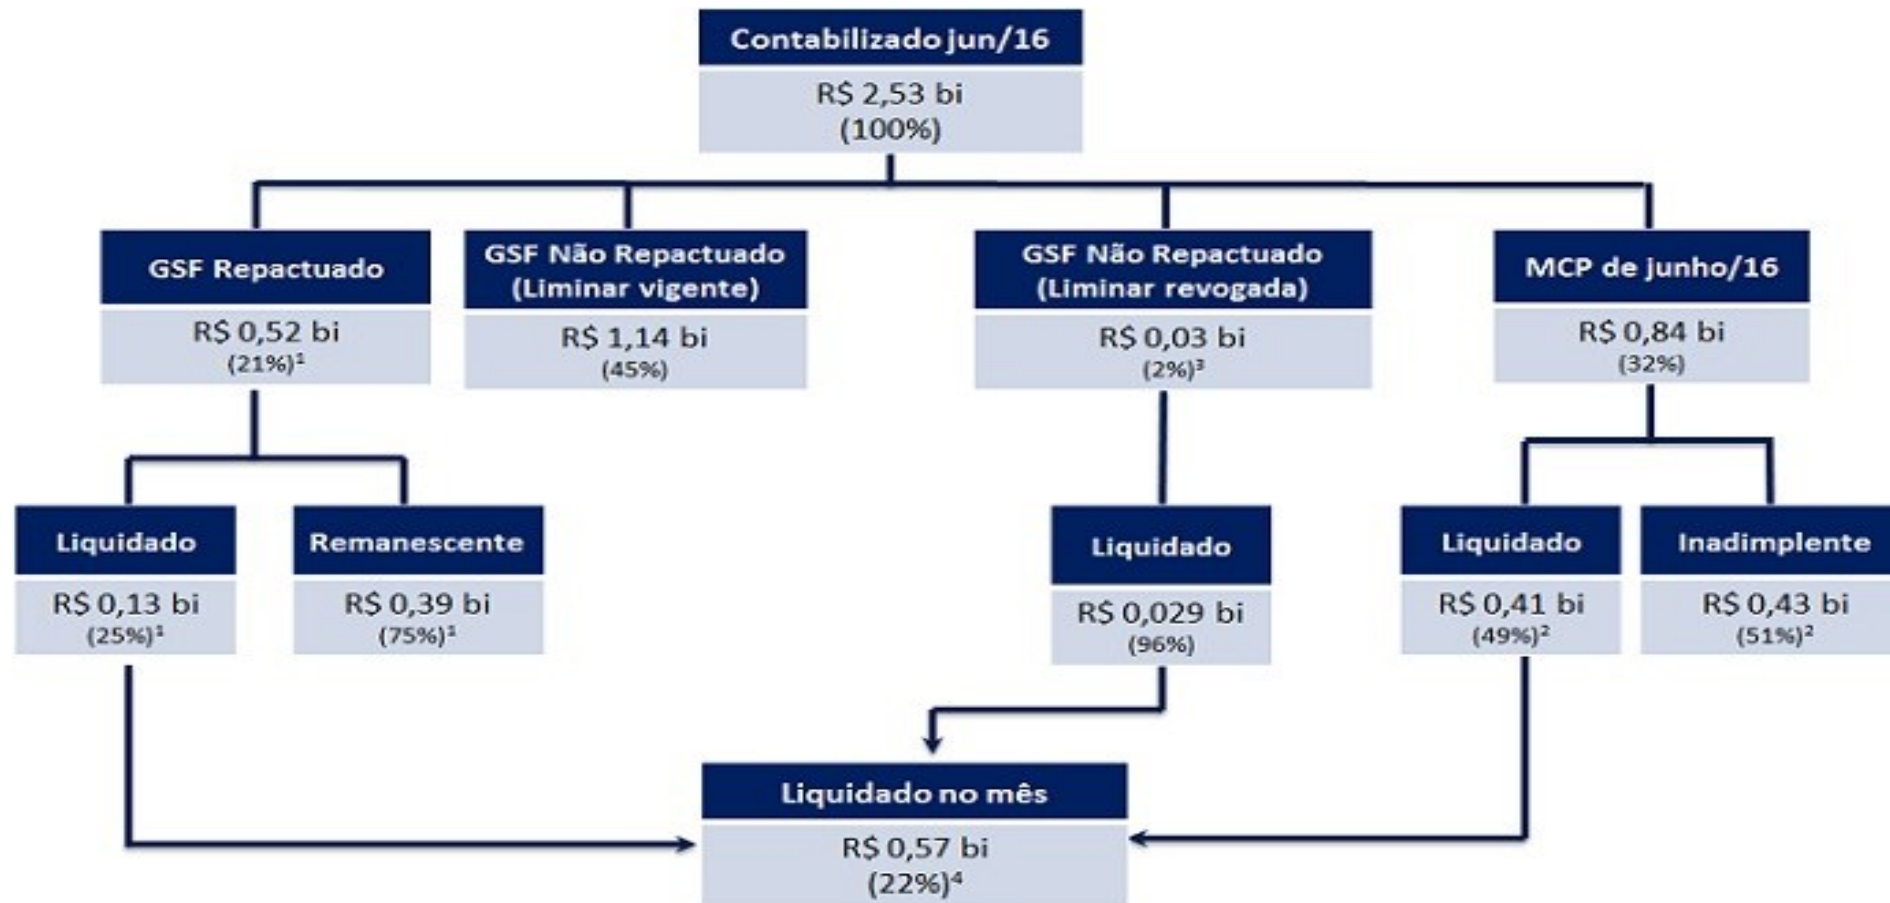 Contabilizado jun/16
R$ 2,53 bi
(100%)
GSF Repactuado
R$ 0,52 bi
(21%)¹
GSF Não Repactuado
(Liminar vigente)
R$ 1,14 bi
(45%)
GSF Não Repactuado
(Liminar revogada)
R$ 0,03 bi
(2%)³
MCP de junho/16
R$ 0,84 bi
(32%)
Liquidado
R$ 0,13 bi
(25%)¹
Remanescente
R$ 0,39 bi
(75%)¹
Liquidado
R$ 0,029 bi
(96%)
Liquidado
R$ 0,41 bi
(49%)²
Inadimplente
R$ 0,43 bi
(51%)²
Liquidado no mês
R$ 0,57 bi
(22%)⁴